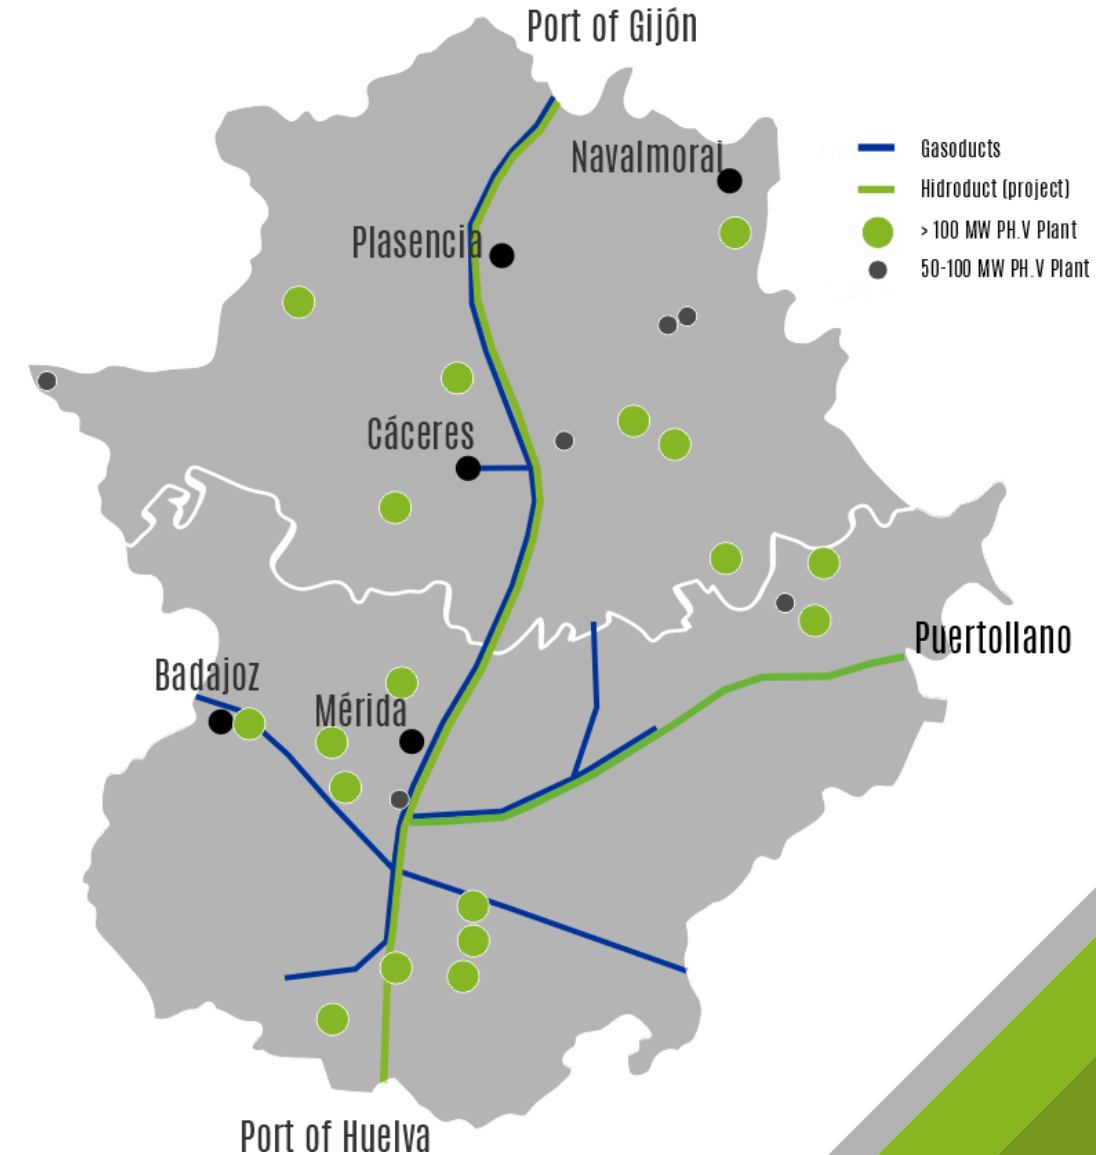 Port of Gijón
Navalmoral
Gasoducts
Hidroduct (project)
> 100 MW PH.V Plant
50-100 MW PH.V Plant
Plasencia
Cáceres
Puertollano
Badajoz
Mérida
Port of Huelva